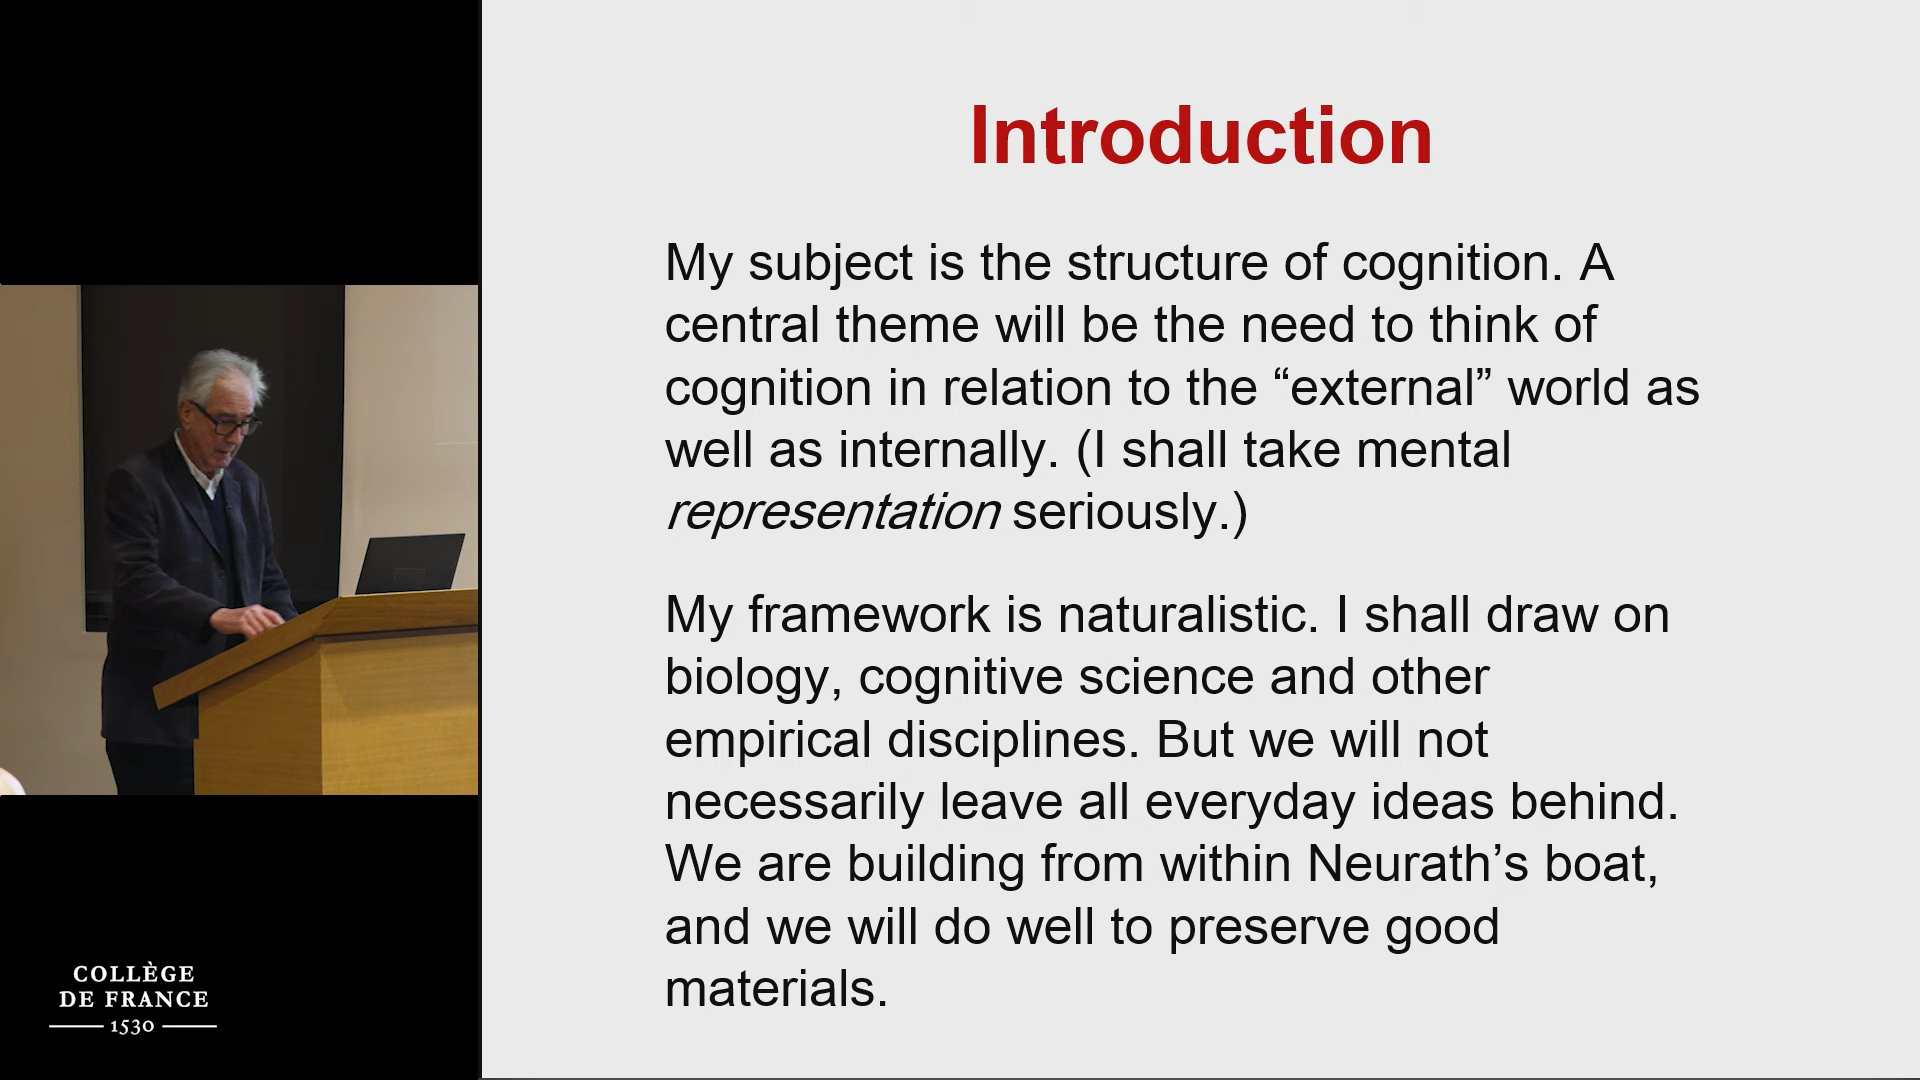 Introduction
My subject is the structure of cognition. A
central theme will be the need to think of
cognition in relation to the “external” world as
well as internally. (I shall take mental
representation seriously.)
My framework is naturalistic. I shall draw on
biology, cognitive science and other
empirical disciplines. But we will not
necessarily leave all everyday ideas behind.
We are building from within Neurath’s boat,
and we will do well to preserve good
materials.
COLLÈGE
DE FRANCE
1530